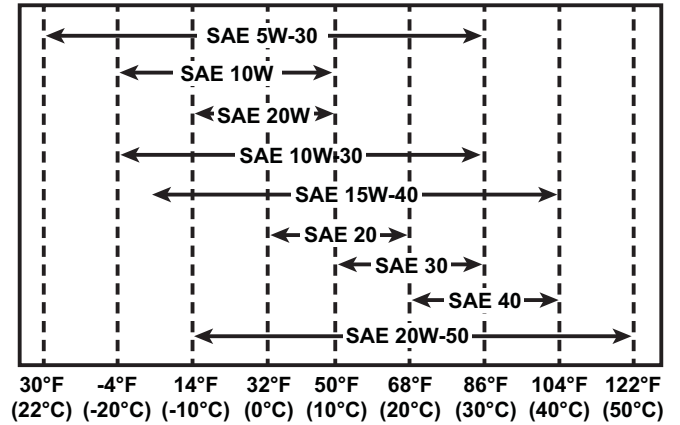 SAE 5W-30
SAE 10W
SAE 20W
SAE 10W-30
SAE 15W-40
SAE 20
SAE 30
SAE 40
SAE 20W-50
30°F -4°F 14°F 32°F 50°F 68°F 86°F 104°F 122°F
(22°C) (-20°C) (-10°C) (0°C) (10°C) (20°C) (30°C) (40°C) (50°C)